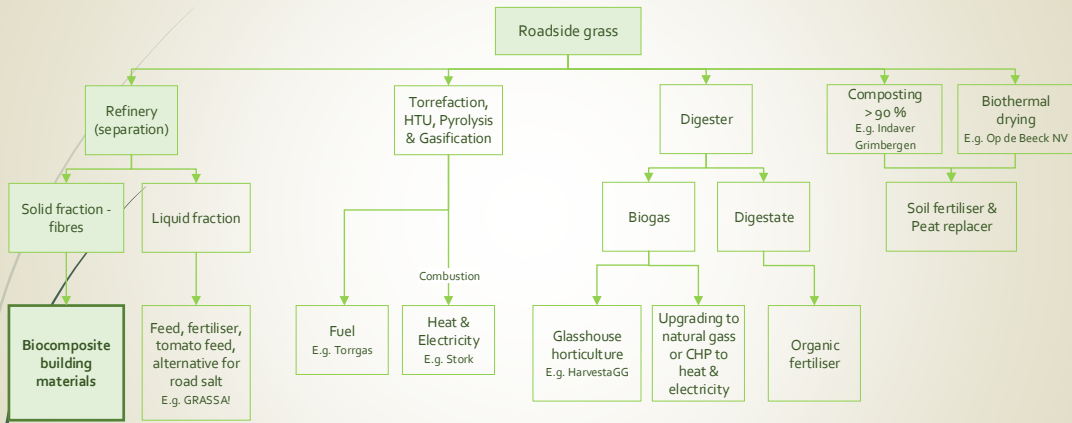 Roadside grass
Refinery
(separation)
Torrefaction,
HTU, Pyrolysis
& Gasification
Digester
Composting
> 90 %
E.g. Indaver
Grimbergen
Biothermal
drying
E.g. Op de Beeck NV
Solid fraction -
fibres
Liquid fraction
Biogas
Digestate
Soil fertiliser &
Peat replacer
Combustion
Biocomposite
building
materials
Feed, fertiliser,
tomato feed,
alternative for
road salt
E.g. GRASSA!
Fuel
E.g. Torrgas
Heat &
Electricity
E.g. Stork
Glasshouse
horticulture
E.g. HarvestaGG
Upgrading to
natural gass
or CHP to
heat &
electricity
Organic
fertiliser